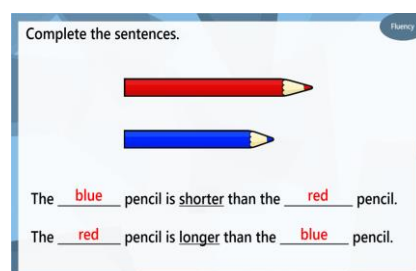 Fluency
Complete the sentences.
The blue pencil is shorter than the red pencil.
The red pencil is longer than the blue pencil.